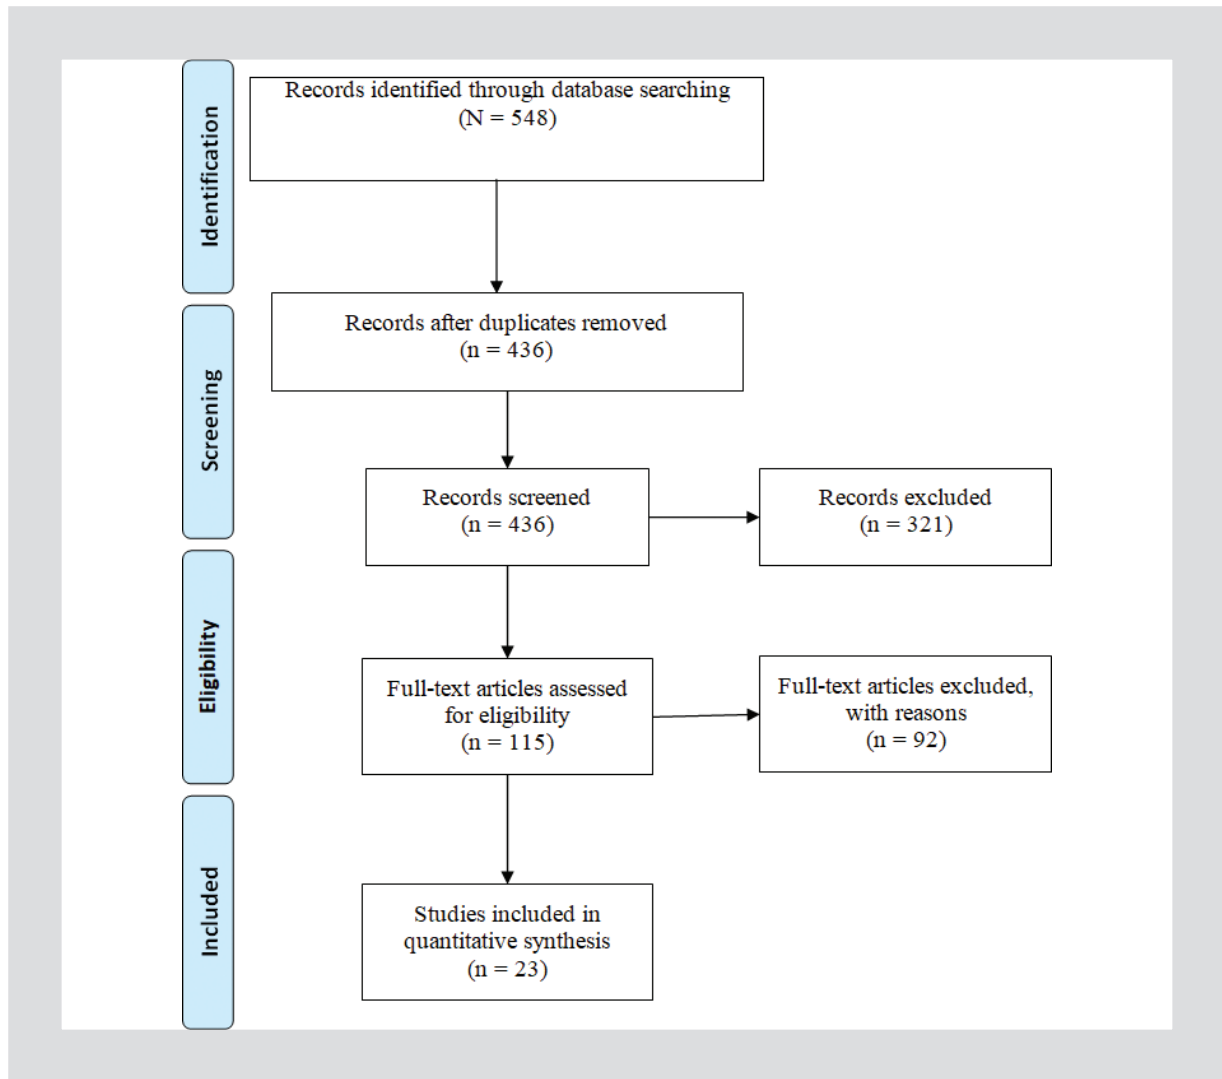 Identification
Records identified through database searching
(N = 548)
Screening
Records after duplicates removed
(n = 436)
Records screened
(n = 436)
Records excluded
(n = 321)
Eligibility
Full-text articles assessed
for eligibility
(n = 115)
Full-text articles excluded,
with reasons
(n = 92)
Included
Studies included in
quantitative synthesis
(n = 23)